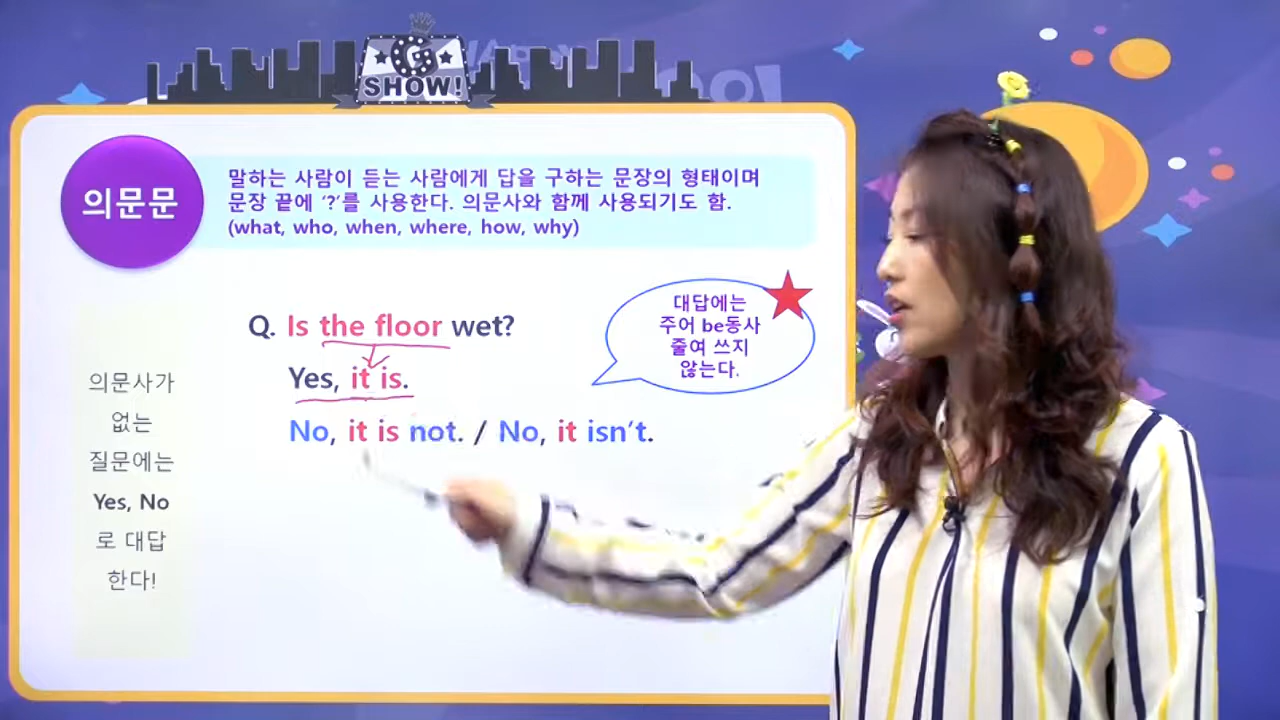 G
SHOW!
의문문
말하는 사람이 듣는 사람에게 답을 구하는 문장의 형태이며
문장 끝에 ‘?’를 사용한다. 의문사와 함께 사용되기도 함.
(what, who, when, where, how, why)
대답에는
주어 be동사
줄여 쓰지
않는다.
Q. Is the floor wet?
Yes, it is.
No, it is not. / No, it isn’t.
의문사가
없는
질문에는
Yes, No
로 대답
한다!